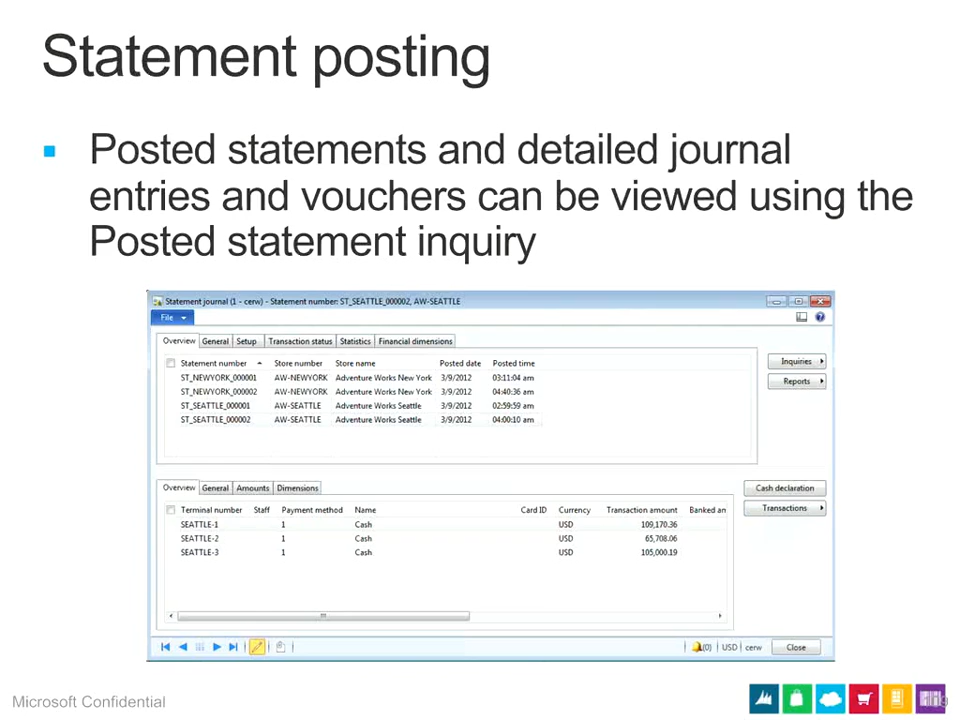 Statement posting
Posted statements and detailed journal
entries and vouchers can be viewed using the
Posted statement inquiry
Statement journal (1 - cerw) - Statement number: ST_SEATTLE_000002, AW-SEATTLE
File
Overview General Setup Transaction status Statistics Financial dimensions
Statement number Store number Store name Posted date Posted time
ST_NEWYORK_000001 AW-NEWYORK Adventure Works New York 3/9/2012 03:11:04 am
ST_NEWYORK_000002 AW-NEWYORK Adventure Works New York 3/9/2012 04:40:36 am
ST_SEATTLE_000001 AW-SEATTLE Adventure Works Seattle 3/9/2012 02:59:59 am
ST_SEATTLE_000002 AW-SEATTLE Adventure Works Seattle 3/9/2012 04:00:10 am
Inquiries
Reports
Overview General Amounts Dimensions
Terminal number Staff Payment method Name Card ID Currency Transaction amount Banked an
SEATTLE-1 1 Cash USD 109,170.36
SEATTLE-2 1 Cash USD 65,708.06
SEATTLE-3 1 Cash USD 105,000.19
Cash declaration
Transactions
(0) USD cerw Close
Microsoft Confidential